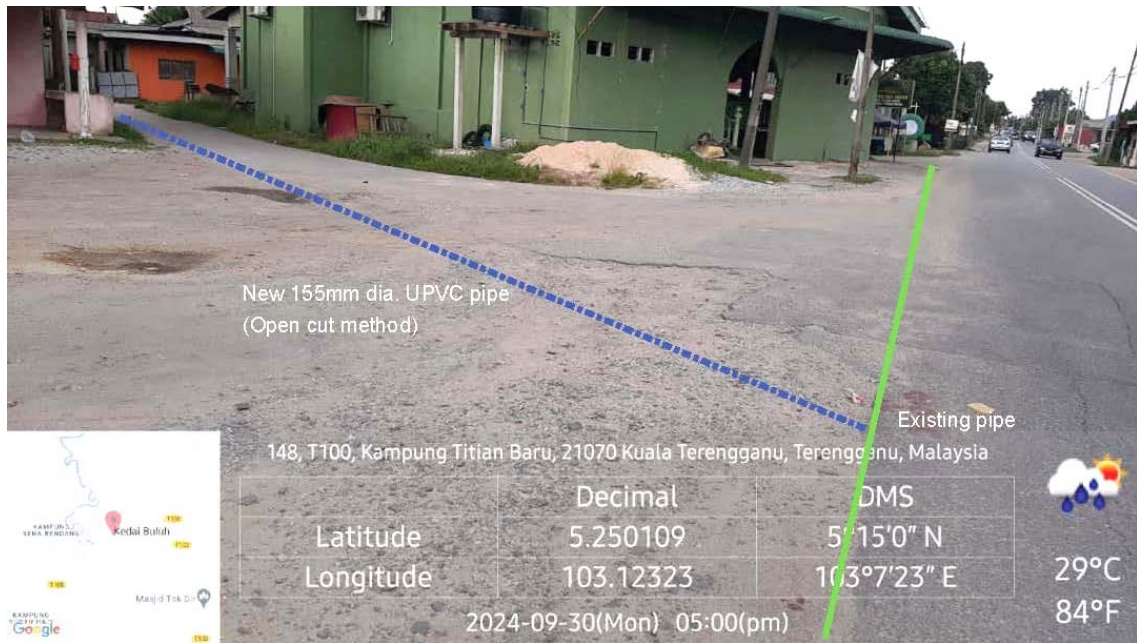 New 155mm dia. UPVC pipe
(Open cut method)
Existing pipe
148, T100, Kampung Titian Baru, 21070 Kuala Terengganu, Terengganu, Malaysia
Decimal DMS
Latitude 5.250109 5°15'0" N
Longitude 103.12323 103°7'23" E
2024-09-30(Mon) 05:00(pm)
29°C
84°F
Kedai Buluh
Masjid Tok Dir
Google